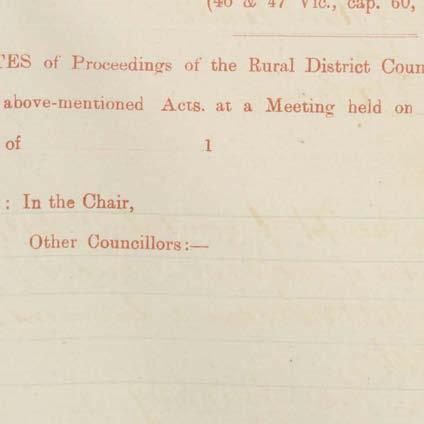 (46 & 47 Vic., cap. 60,
TES of Proceedings of the Rural District Coun
above-mentioned Acts. at a Meeting held on
of 1
: In the Chair,
Other Councillors:—